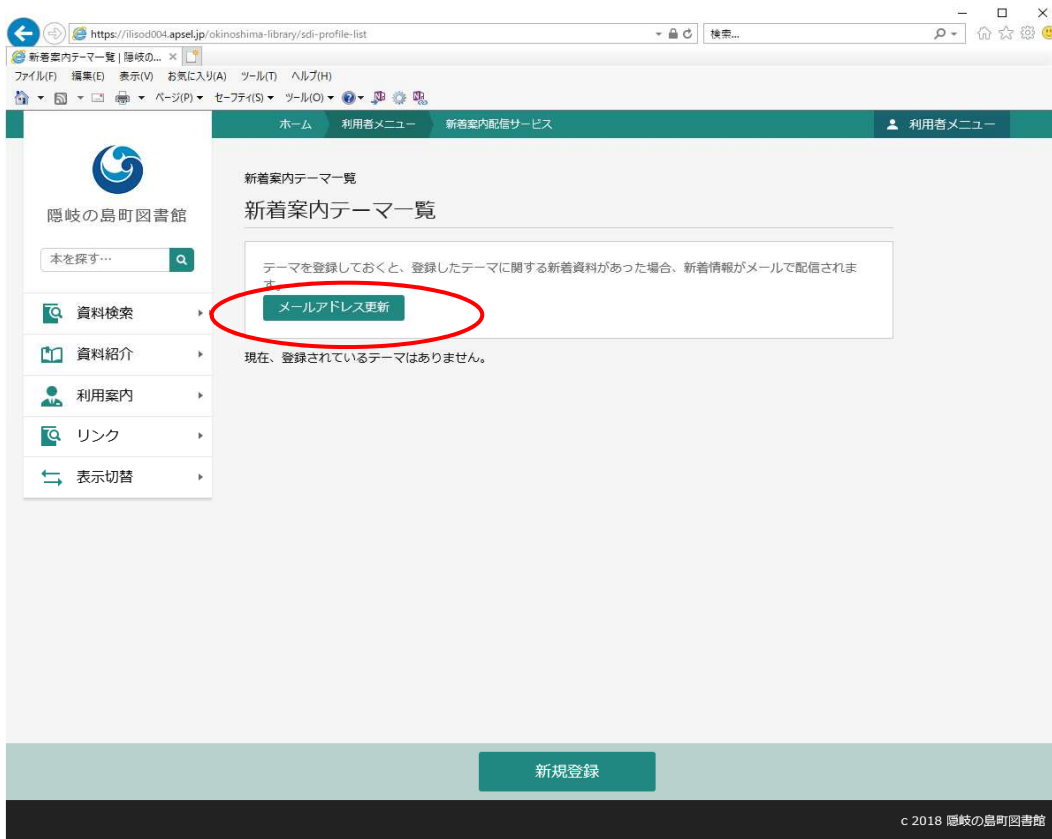 https://ilisod004.apsel.jp/okinoshima-library/sdi-profile-list
検索...
新着案内テーマ一覧 | 隠岐の...
ファイル(F) 編集(E) 表示(V) お気に入り(A) ツール(T) ヘルプ(H)
ページ(P) セーフティ(S) ツール(O)
ホーム 利用者メニュー 新着案内配信サービス 利用者メニュー
隠岐の島町図書館
本を探す…
資料検索
資料紹介
利用案内
リンク
表示切替
新着案内テーマ一覧
新着案内テーマ一覧
テーマを登録しておくと、登録したテーマに関する新着資料があった場合、新着情報がメールで配信されま
す。
メールアドレス更新
現在、登録されているテーマはありません。
新規登録
c 2018 隠岐の島町図書館